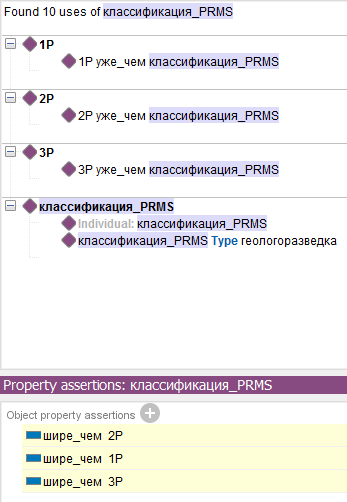 Found 10 uses of классификация_PRMS
1P
1P уже_чем классификация_PRMS
2P
2P уже_чем классификация_PRMS
3P
3P уже_чем классификация_PRMS
классификация_PRMS
Individual: классификация_PRMS
классификация_PRMS Type геологоразведка
Property assertions: классификация_PRMS
Object property assertions
шире_чем 2P
шире_чем 1P
шире_чем 3P